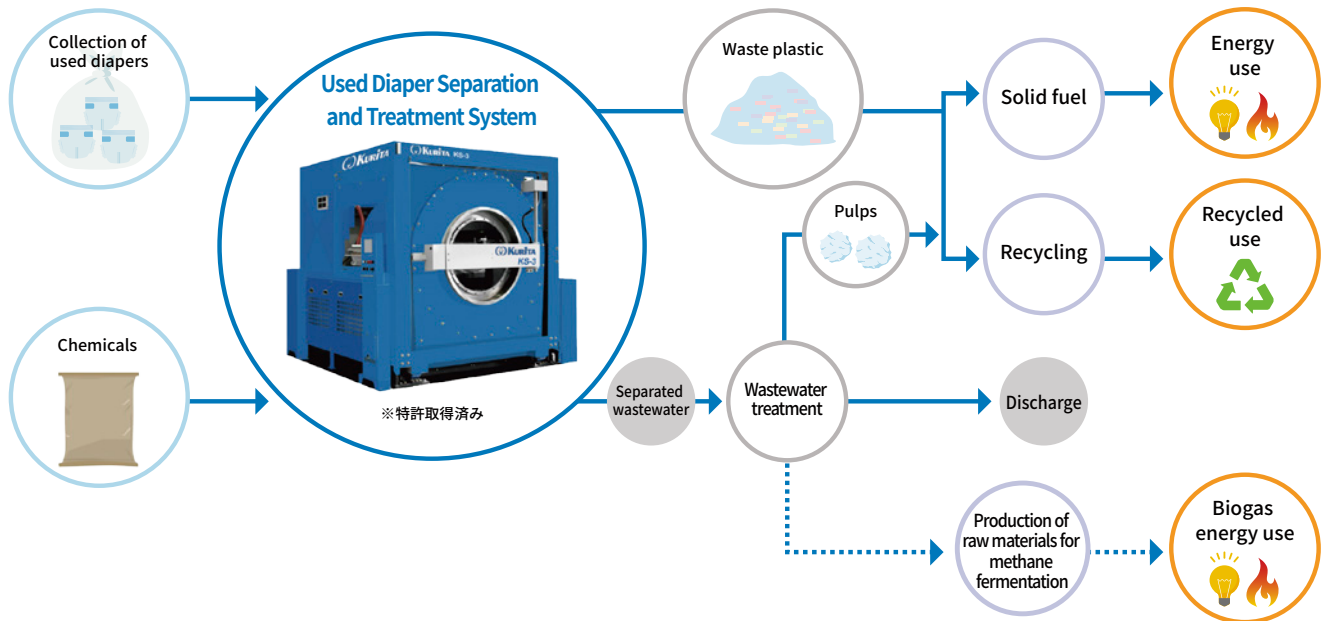 Collection of
used diapers
Chemicals
Used Diaper Separation
and Treatment System
KURITA
KURITA KS-3
KURITA
KS-3
※特許取得済み
Waste plastic
Pulps
Separated
wastewater
Wastewater
treatment
Solid fuel
Recycling
Discharge
Production of
raw materials for
methane
fermentation
Energy
use
Recycled
use
Biogas
energy use